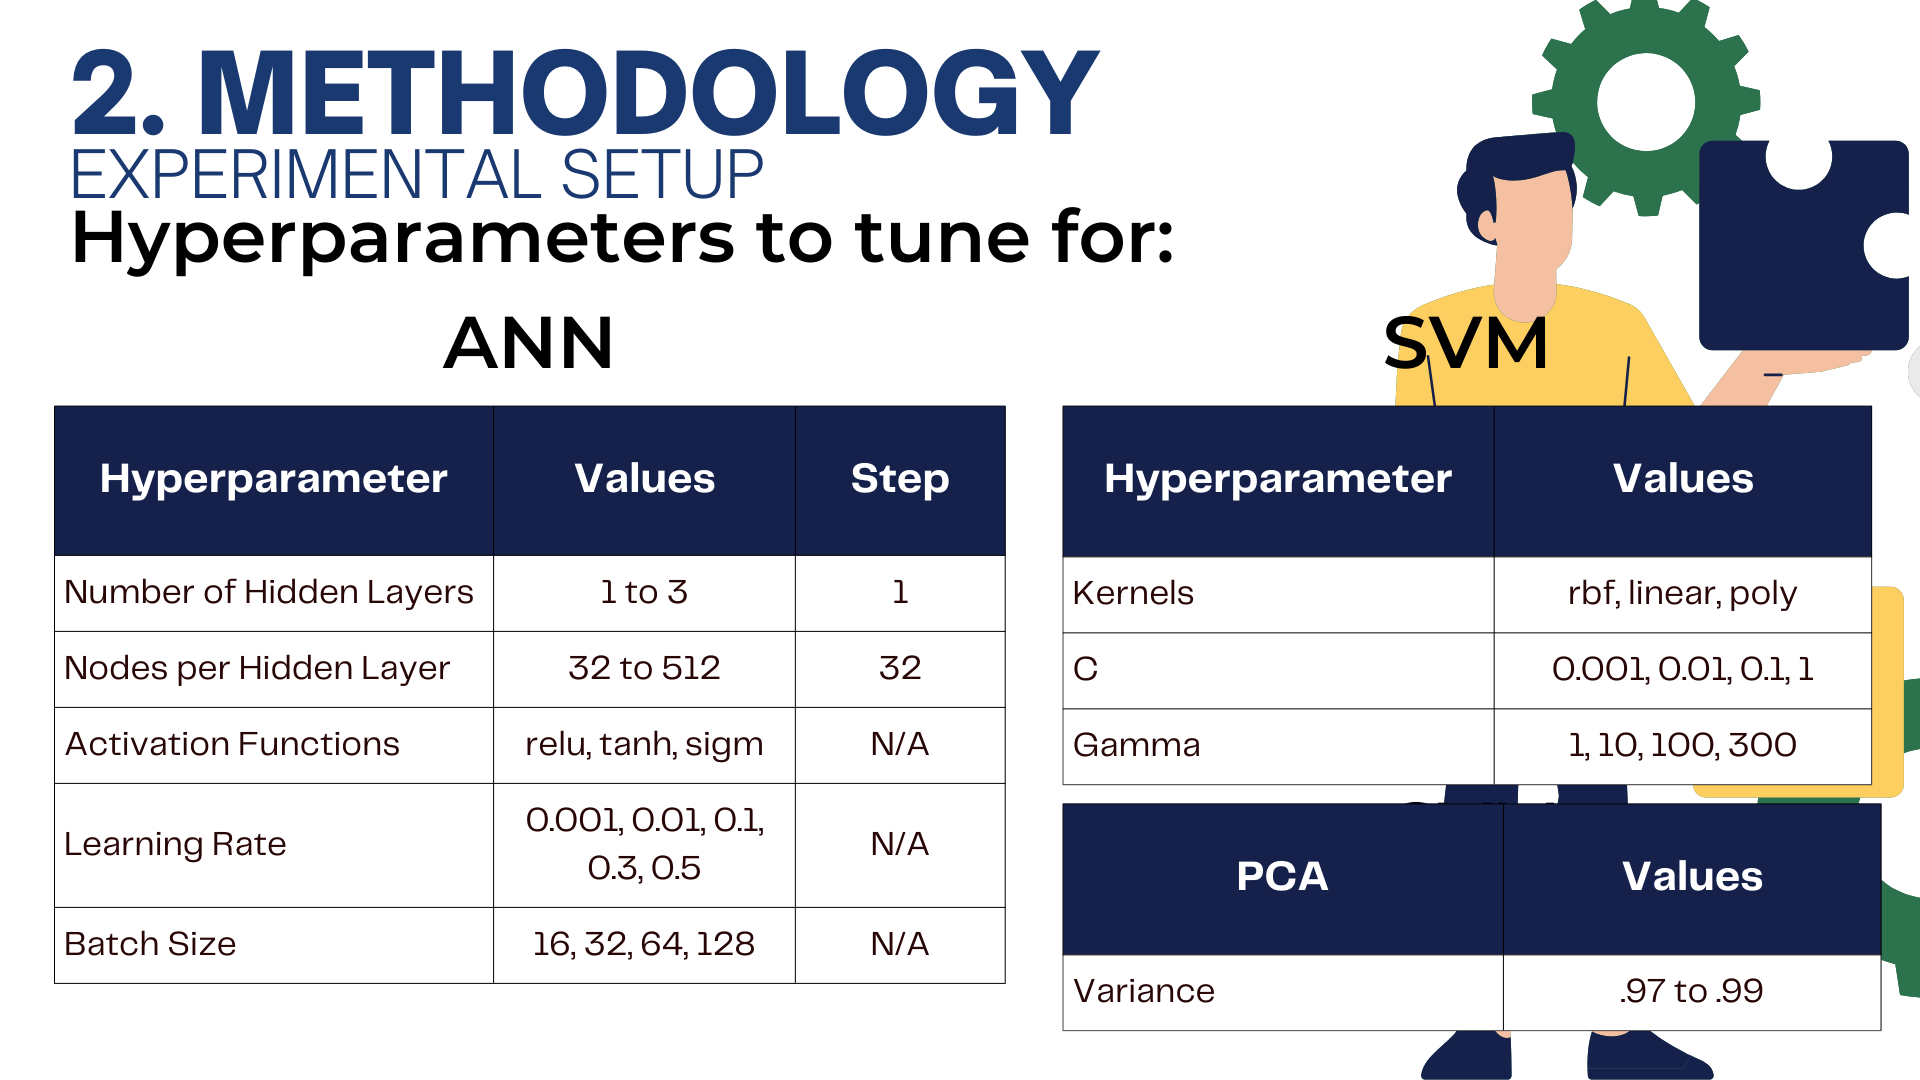 2. METHODOLOGY
EXPERIMENTAL SETUP
Hyperparameters to tune for:
ANN
Hyperparameter Values Step
Number of Hidden Layers 1 to 3 1
Nodes per Hidden Layer 32 to 512 32
Activation Functions relu, tanh, sigm N/A
Learning Rate 0.001, 0.01, 0.1, N/A
0.3, 0.5
Batch Size 16, 32, 64, 128 N/A
SVM
Hyperparameter Values
Kernels rbf, linear, poly
C 0.001, 0.01, 0.1, 1
Gamma 1, 10, 100, 300
PCA Values
Variance .97 to .99